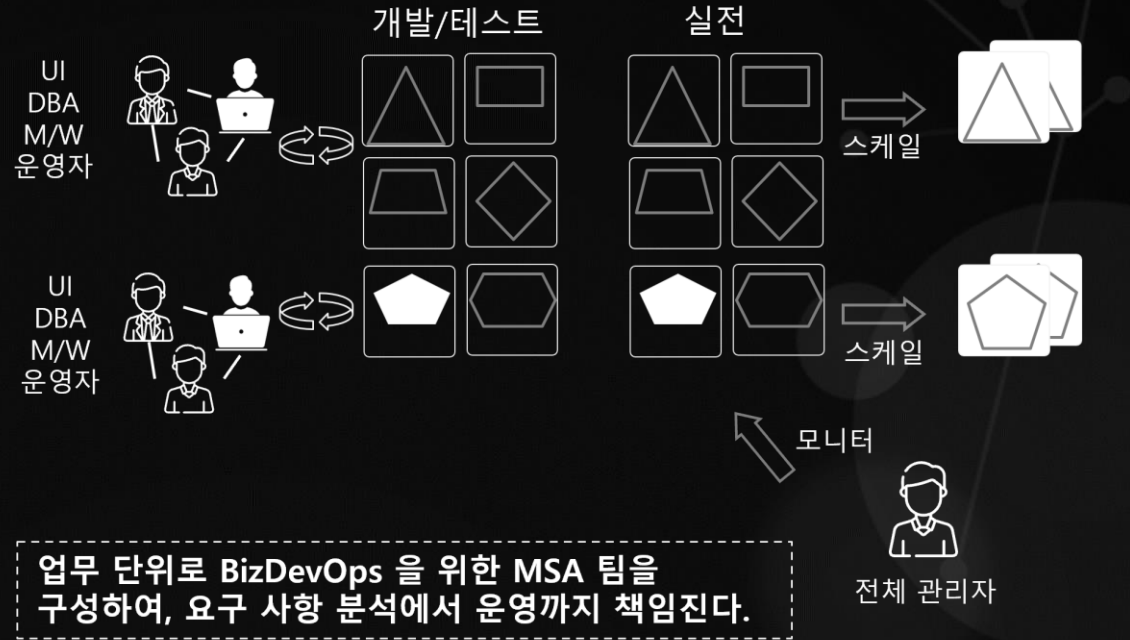 개발/테스트
실전
UI
DBA
M/W
운영자
스케일
UI
DBA
M/W
운영자
스케일
모니터
전체 관리자
업무 단위로 BizDevOps 을 위한 MSA 팀을
구성하여, 요구 사항 분석에서 운영까지 책임진다.